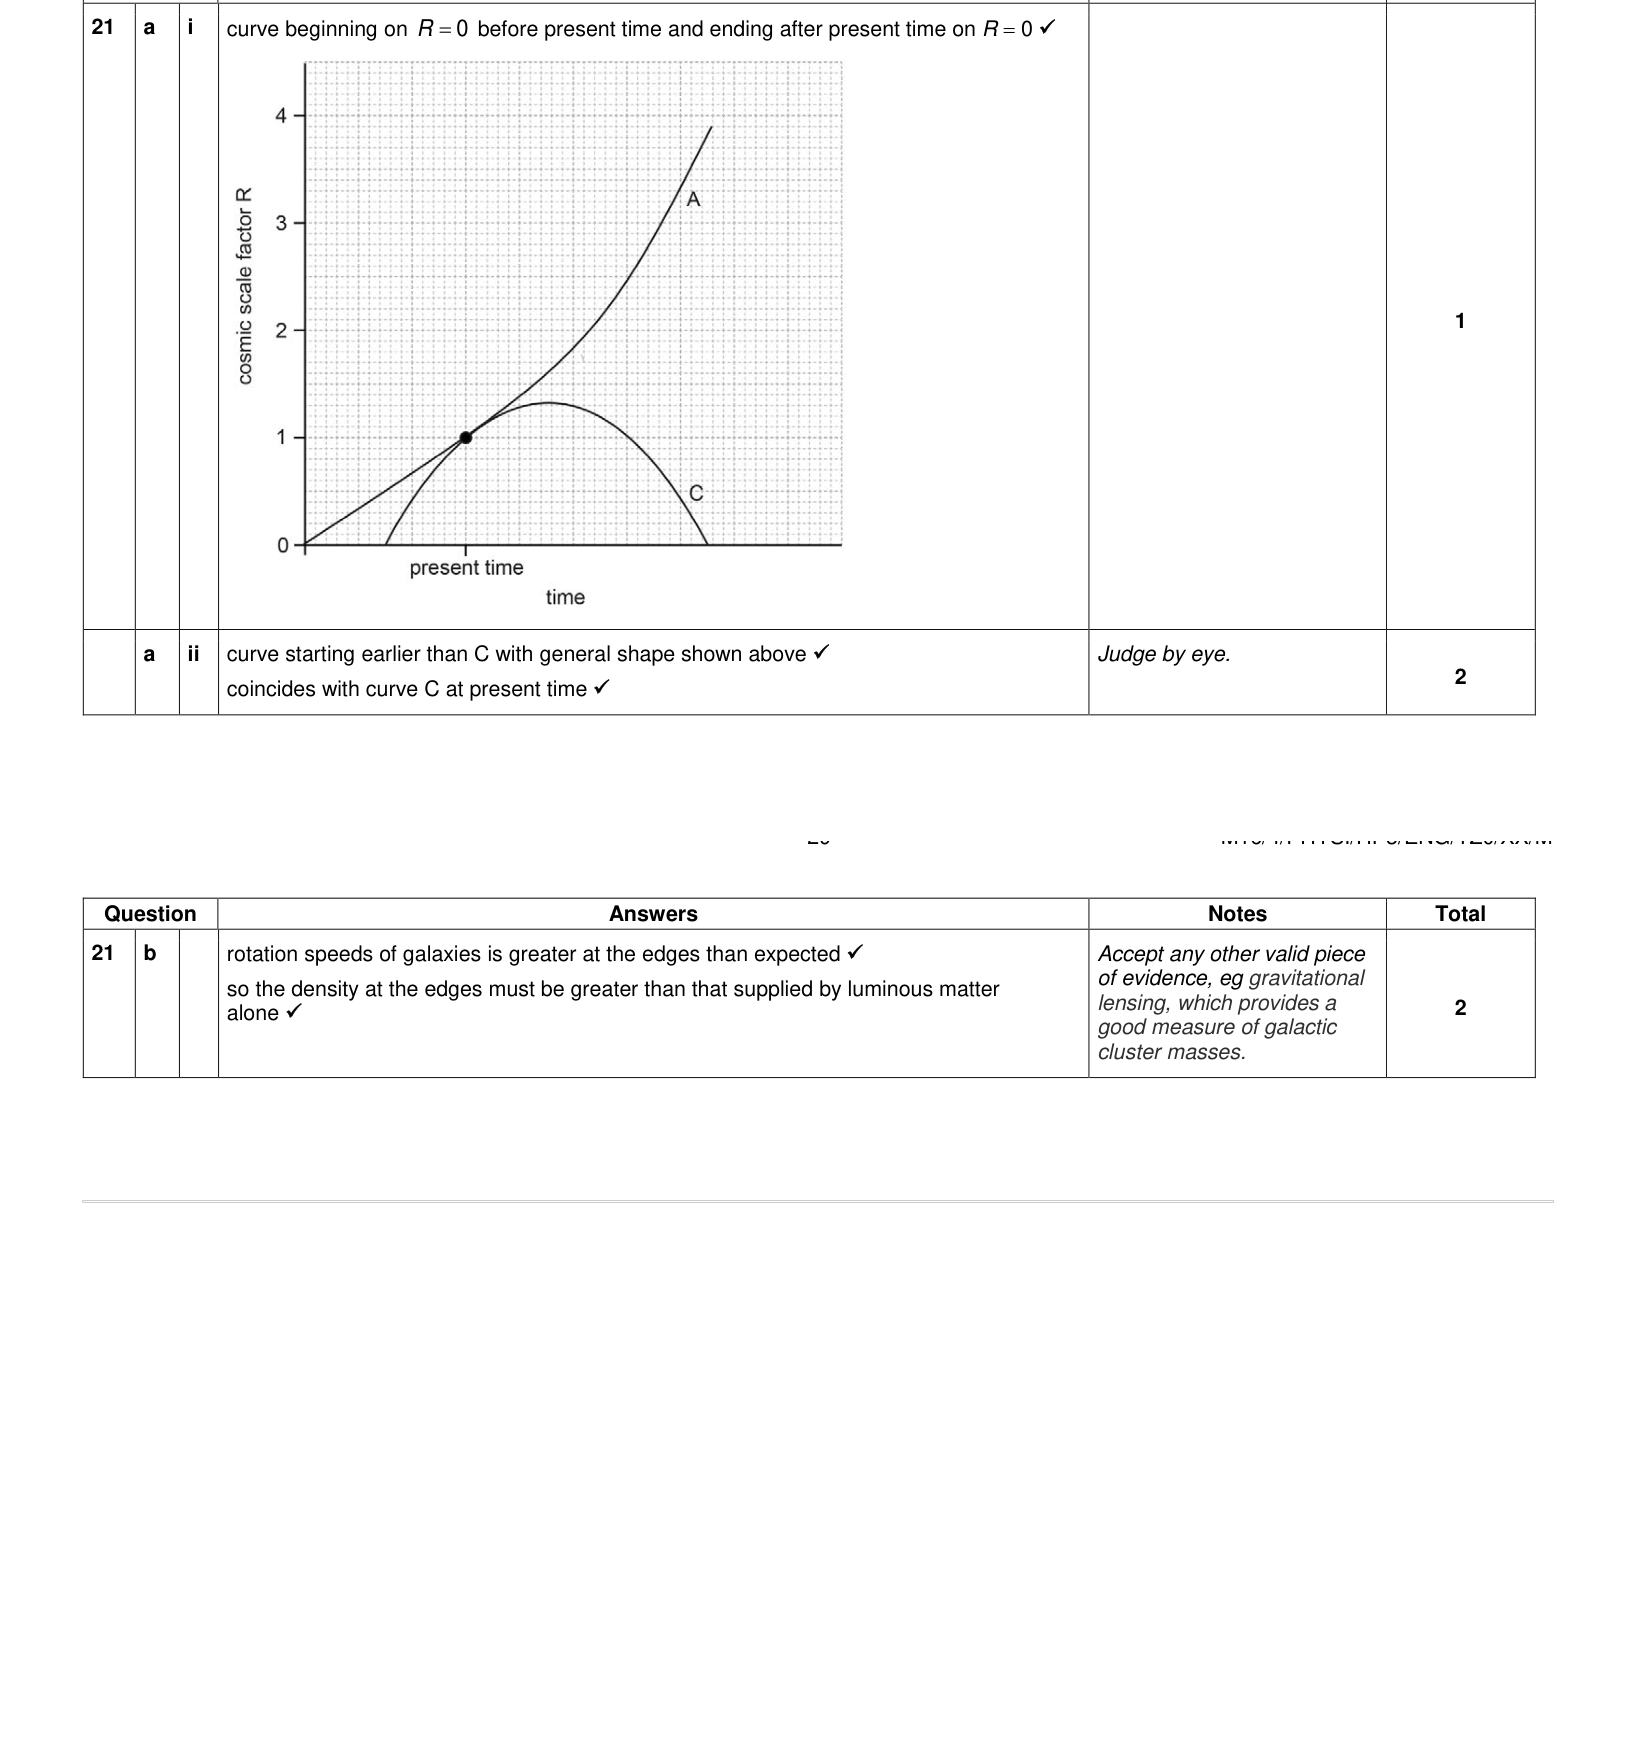 21 a i curve beginning on R = 0 before present time and ending after present time on R = 0 ✓
4
A
3
cosmic scale factor R
2
1
1
C
0
present time
time
a ii curve starting earlier than C with general shape shown above ✓ Judge by eye.
coincides with curve C at present time ✓ 2
Question Answers Notes Total
21 b rotation speeds of galaxies is greater at the edges than expected ✓ Accept any other valid piece
of evidence, eg gravitational
so the density at the edges must be greater than that supplied by luminous matter lensing, which provides a
alone ✓ good measure of galactic
cluster masses.
2